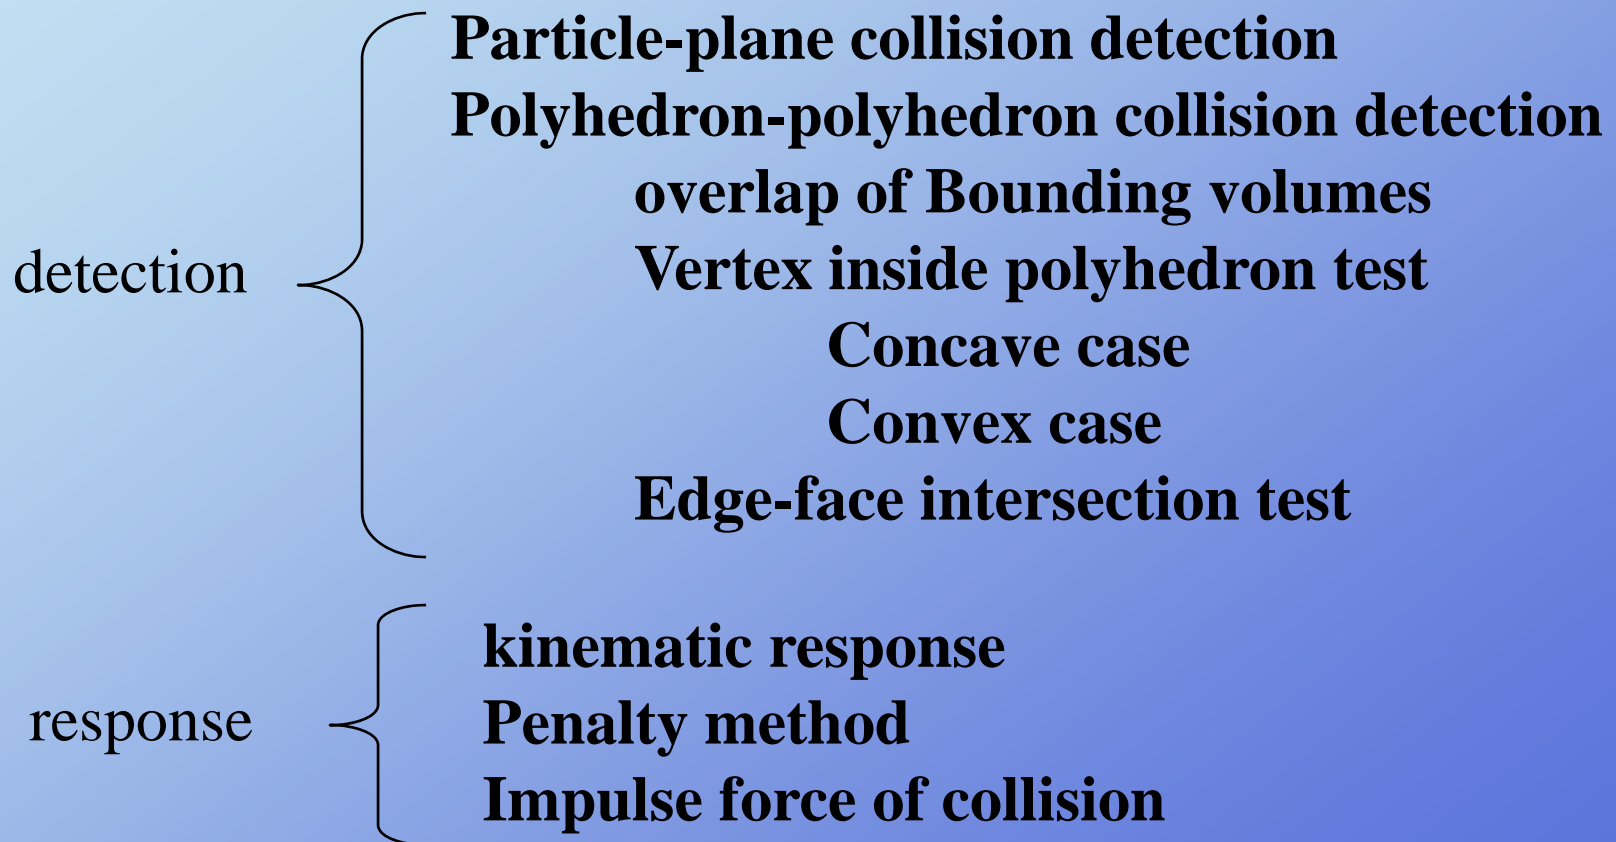 Particle-plane collision detection
Polyhedron-polyhedron collision detection
overlap of Bounding volumes
detection
Vertex inside polyhedron test
Concave case
Convex case
Edge-face intersection test
kinematic response
response
Penalty method
Impulse force of collision